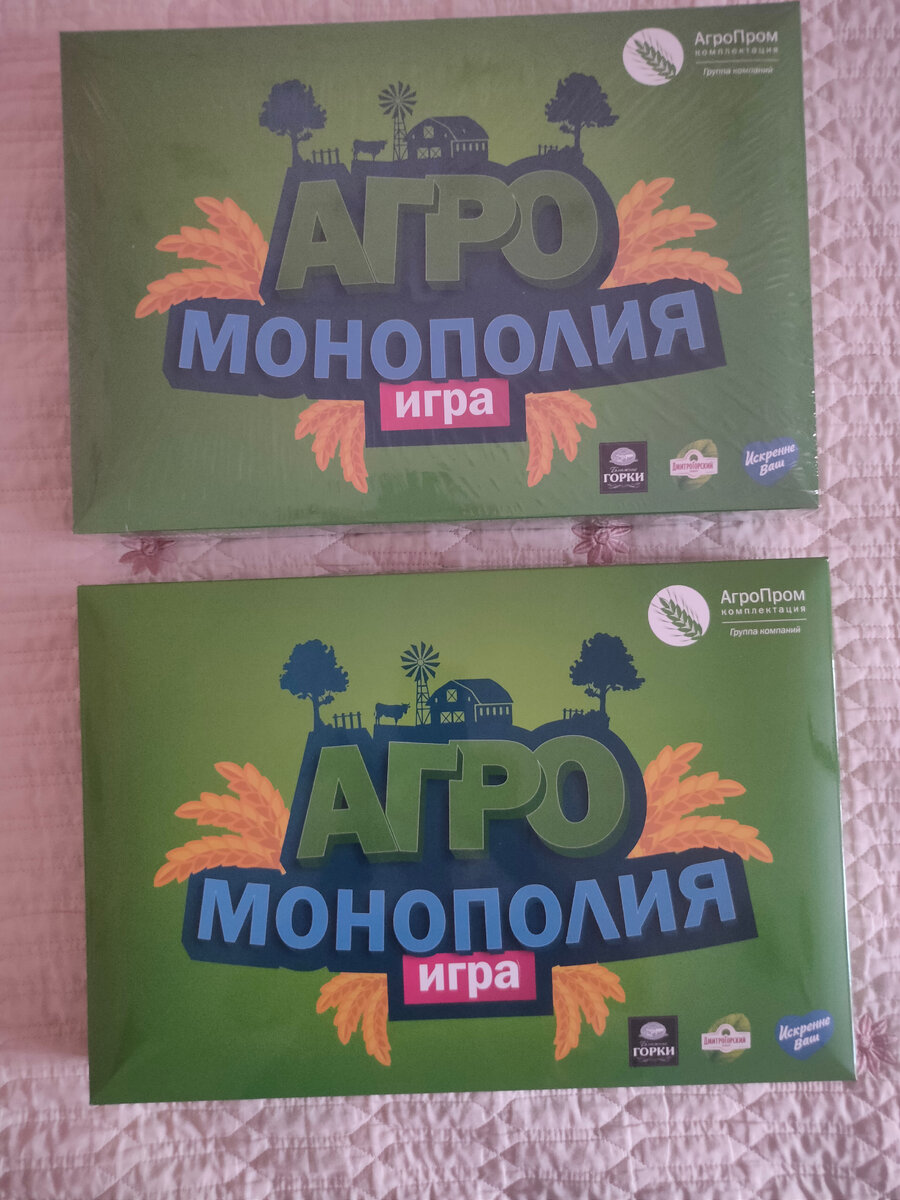 АгроПром
комплектация
Группа компаний
АГРО
МОНОПОЛИЯ
игра
ГОРКИ
ДМИТРОГОРСКИЙ
Искренне
Ваш
АгроПром
комплектация
Группа компаний
АГРО
МОНОПОЛИЯ
игра
ГОРКИ
ДМИТРОГОРСКИЙ
Искренне
Ваш